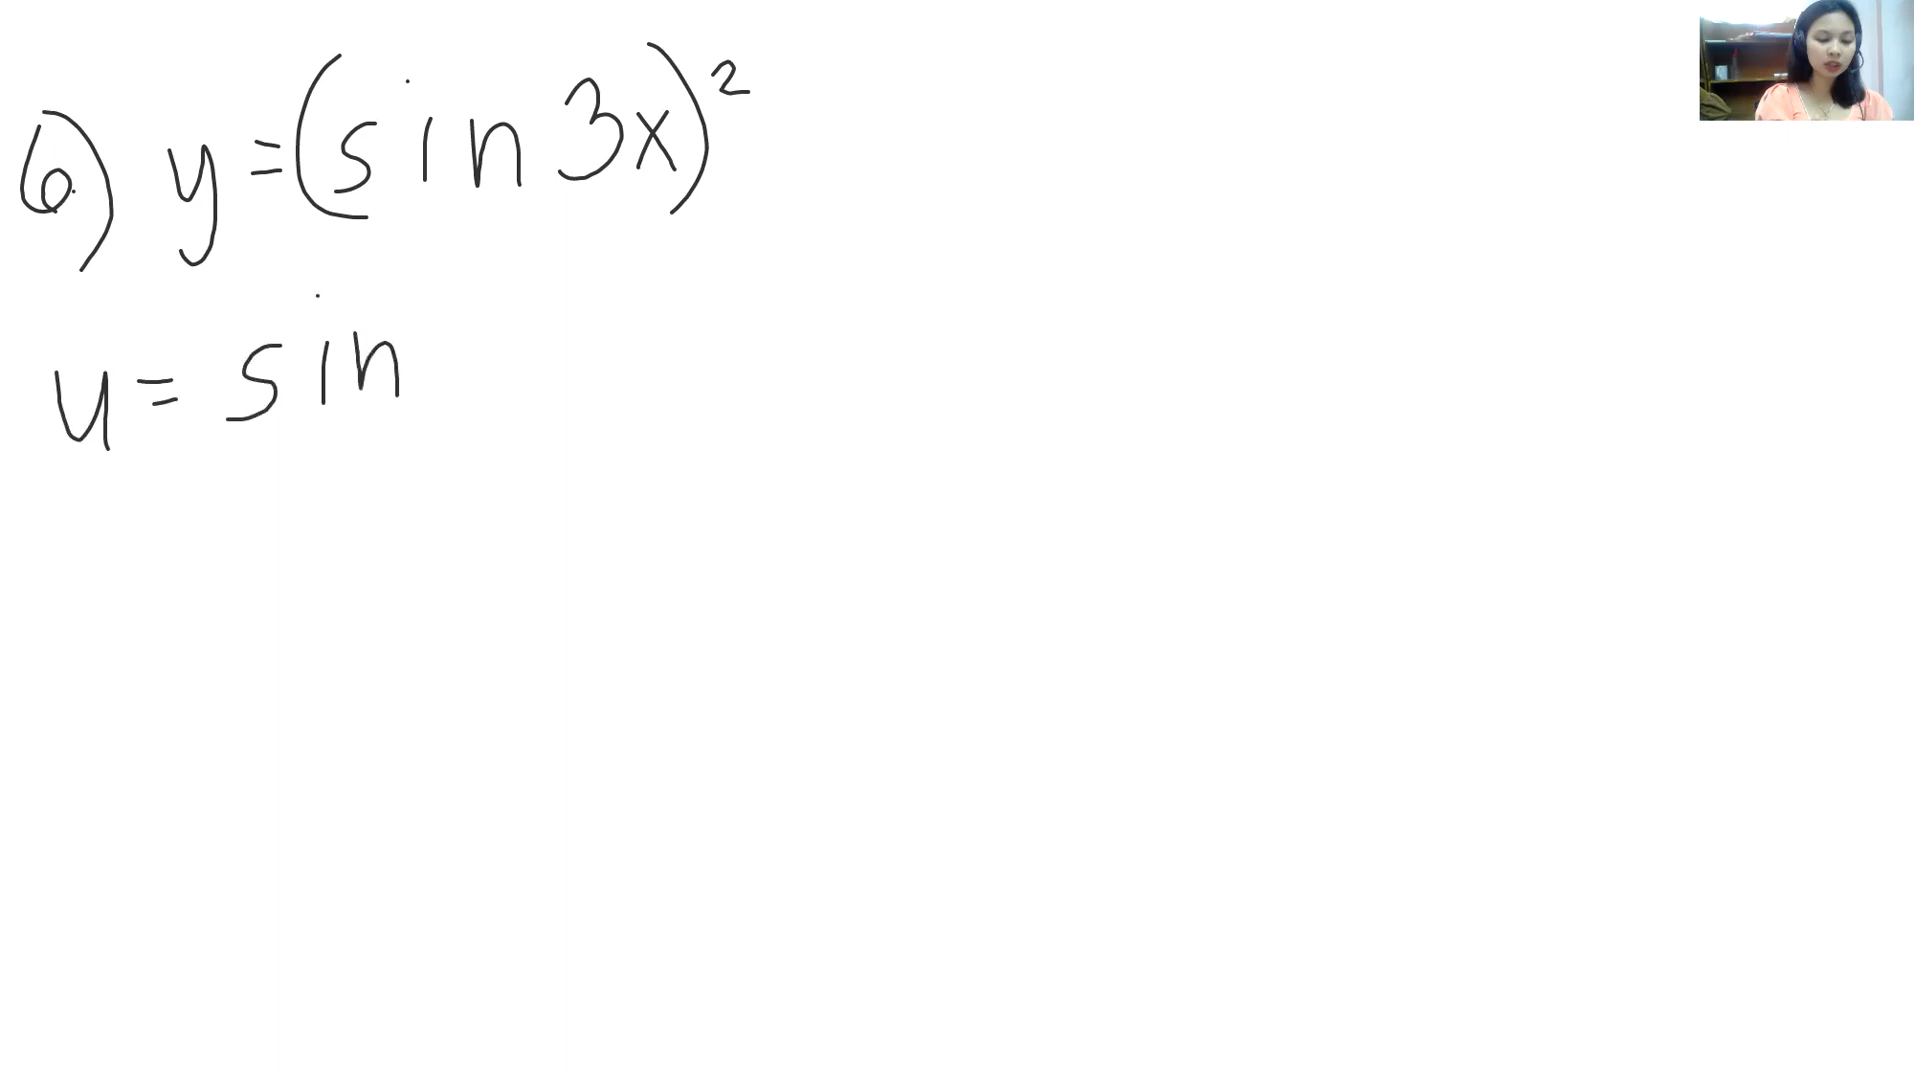 6) y=(sin 3x)²
u= sin